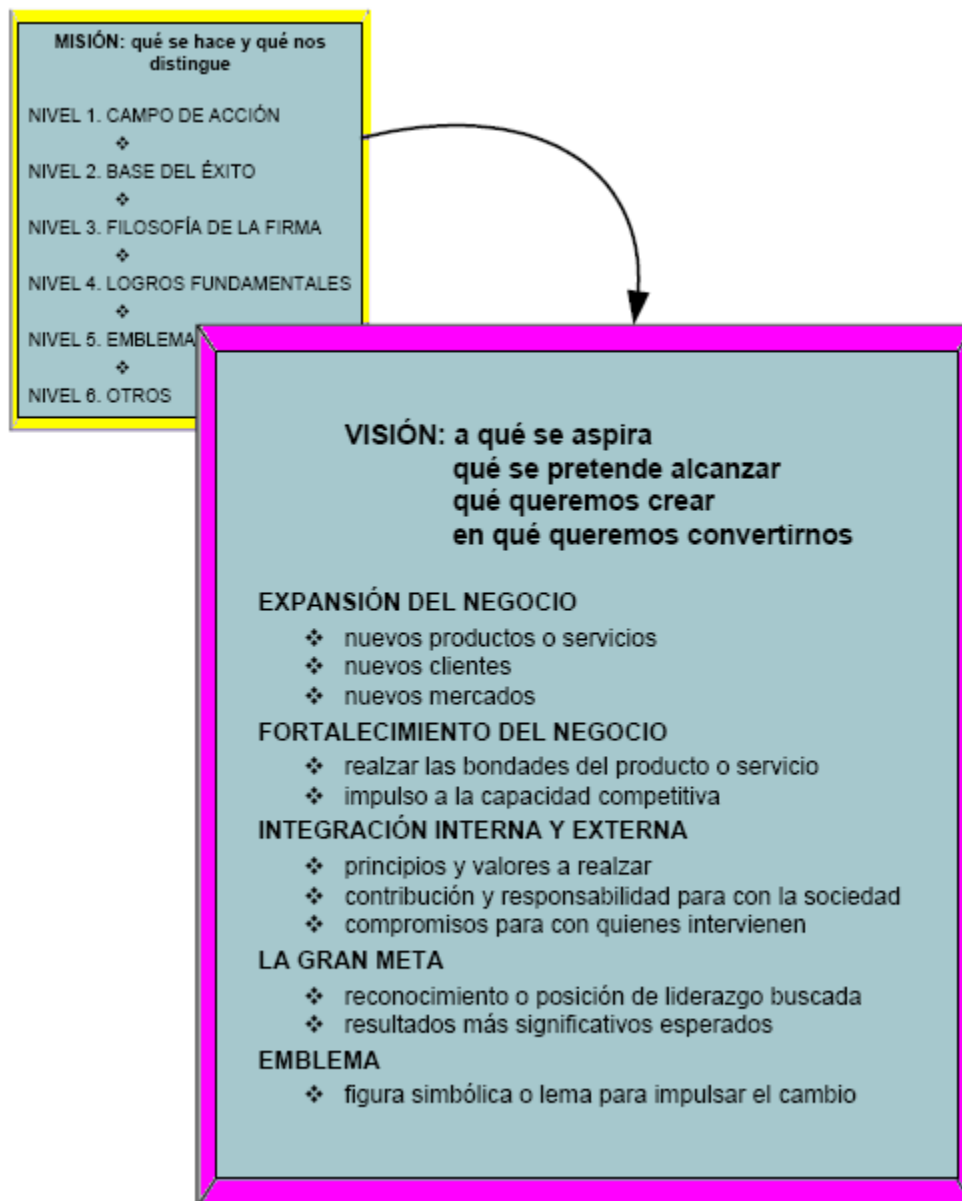 MISIÓN: qué se hace y qué nos
distingue
NIVEL 1. CAMPO DE ACCIÓN
❖
NIVEL 2. BASE DEL ÉXITO
❖
NIVEL 3. FILOSOFÍA DE LA FIRMA
❖
NIVEL 4. LOGROS FUNDAMENTALES
❖
NIVEL 5. EMBLEMA
❖
NIVEL 6. OTROS
VISIÓN: a qué se aspira
qué se pretende alcanzar
qué queremos crear
en qué queremos convertirnos
EXPANSIÓN DEL NEGOCIO
❖ nuevos productos o servicios
❖ nuevos clientes
❖ nuevos mercados
FORTALECIMIENTO DEL NEGOCIO
❖ realzar las bondades del producto o servicio
❖ impulso a la capacidad competitiva
INTEGRACIÓN INTERNA Y EXTERNA
❖ principios y valores a realzar
❖ contribución y responsabilidad para con la sociedad
❖ compromisos para con quienes intervienen
LA GRAN META
❖ reconocimiento o posición de liderazgo buscada
❖ resultados más significativos esperados
EMBLEMA
❖ figura simbólica o lema para impulsar el cambio